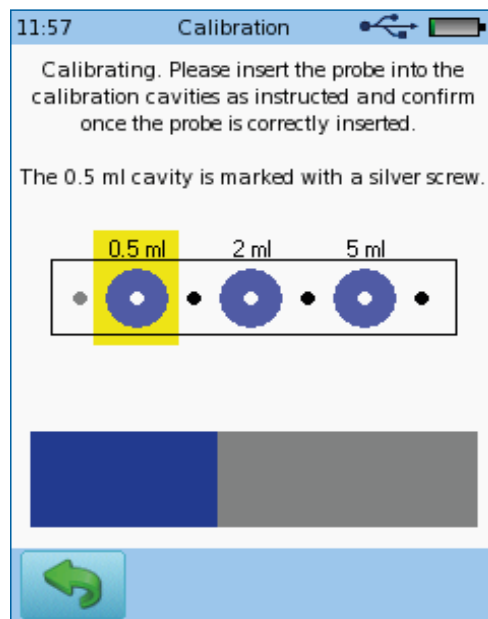 11:57 Calibration
Calibrating. Please insert the probe into the
calibration cavities as instructed and confirm
once the probe is correctly inserted.
The 0.5 ml cavity is marked with a silver screw.
0.5 ml 2 ml 5 ml